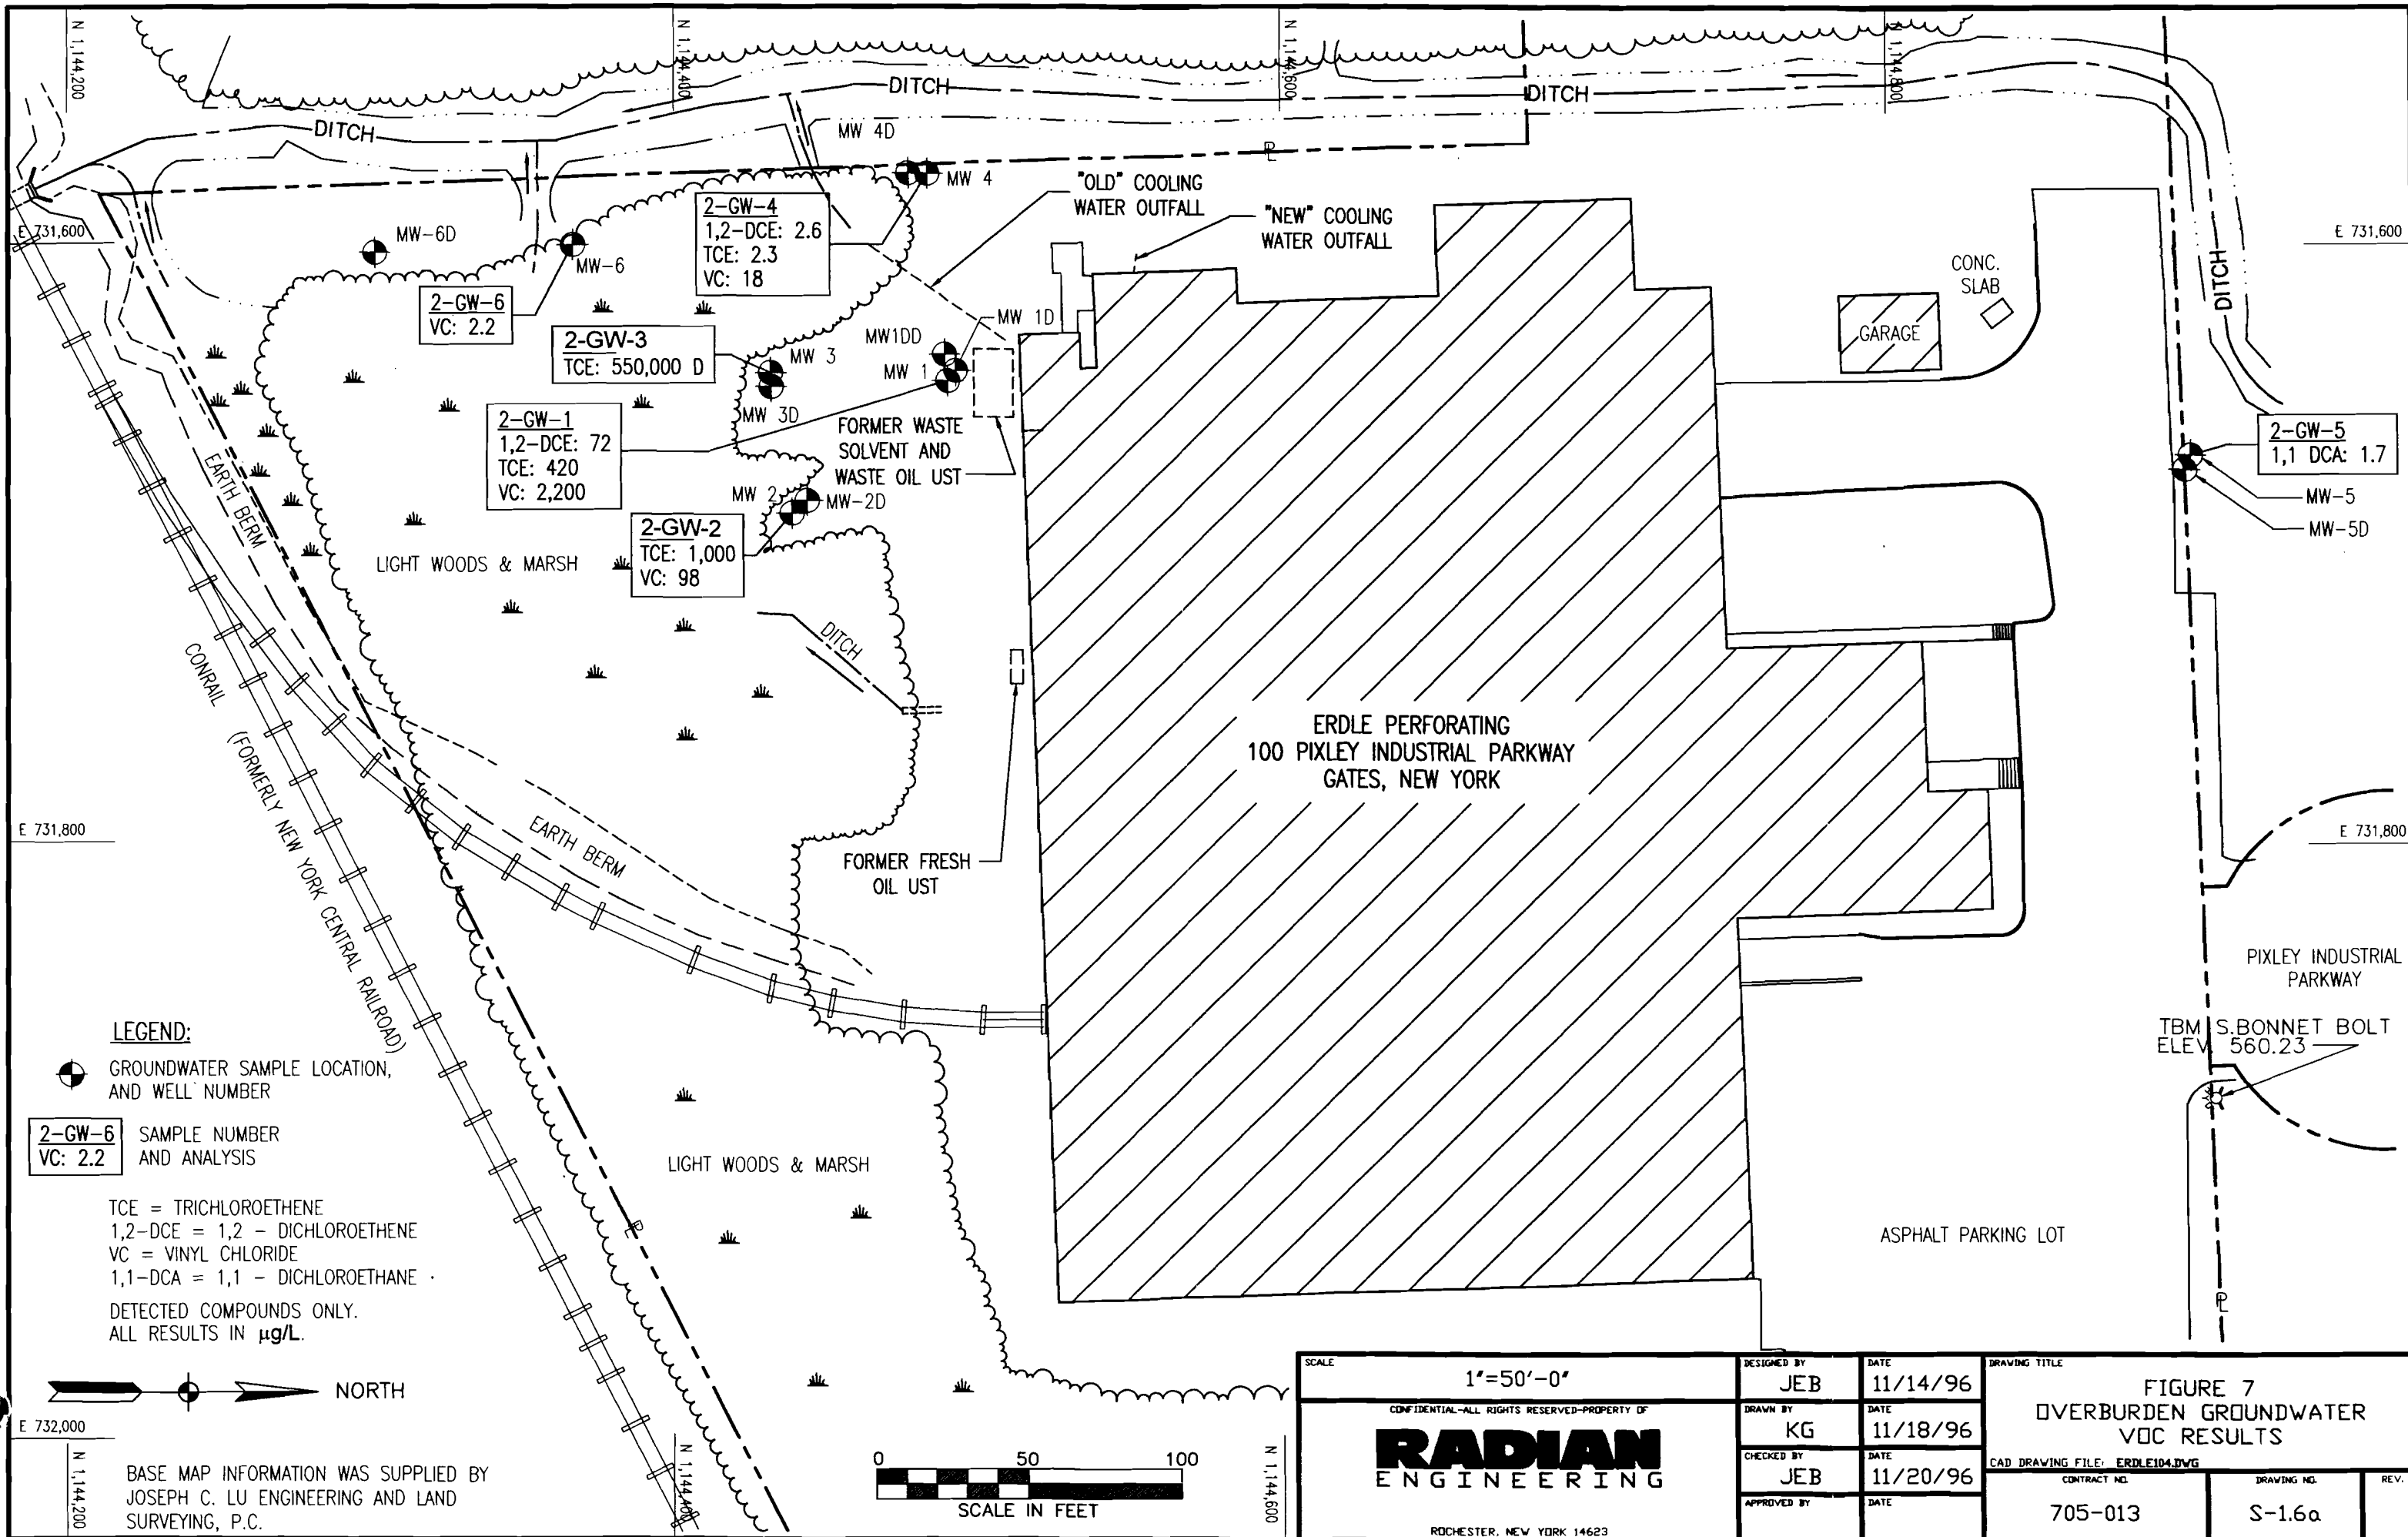 N 1,144,200
N 1,144,400
N 1,144,600
N 1,144,800
DITCH
DITCH
DITCH
MW 4D
MW 4
PL
E 731,600
E 731,600
MW-6D
MW-6
2-GW-4
1,2-DCE: 2.6
TCE: 2.3
VC: 18
"OLD" COOLING
WATER OUTFALL
"NEW" COOLING
WATER OUTFALL
CONC.
SLAB
DITCH
2-GW-6
VC: 2.2
GARAGE
2-GW-3
TCE: 550,000 D
MW 3
MW 3D
MW1DD
MW 1D
MW 1
2-GW-1
1,2-DCE: 72
TCE: 420
VC: 2,200
FORMER WASTE
SOLVENT AND
WASTE OIL UST
2-GW-5
1,1 DCA: 1.7
MW-5
MW-5D
MW 2
MW-2D
2-GW-2
TCE: 1,000
VC: 98
EARTH BERM
LIGHT WOODS & MARSH
DITCH
CONRAIL
(FORMERLY NEW YORK CENTRAL RAILROAD)
ERDLE PERFORATING
100 PIXLEY INDUSTRIAL PARKWAY
GATES, NEW YORK
E 731,800
E 731,800
EARTH BERM
FORMER FRESH
OIL UST
PIXLEY INDUSTRIAL
PARKWAY
TBM S.BONNET BOLT
ELEV 560.23
LEGEND:
GROUNDWATER SAMPLE LOCATION,
AND WELL NUMBER
2-GW-6
VC: 2.2
SAMPLE NUMBER
AND ANALYSIS
LIGHT WOODS & MARSH
PL
TCE = TRICHLOROETHENE
1,2-DCE = 1,2 - DICHLOROETHENE
VC = VINYL CHLORIDE
1,1-DCA = 1,1 - DICHLOROETHANE
DETECTED COMPOUNDS ONLY.
ALL RESULTS IN µg/L.
ASPHALT PARKING LOT
PL
NORTH
E 732,000
N 1,144,200
N 1,144,400
N 1,144,600
BASE MAP INFORMATION WAS SUPPLIED BY
JOSEPH C. LU ENGINEERING AND LAND
SURVEYING, P.C.
0 50 100
SCALE IN FEET
SCALE
1"=50'-0"
CONFIDENTIAL-ALL RIGHTS RESERVED-PROPERTY OF
RADIAN
ENGINEERING
ROCHESTER, NEW YORK 14623
DESIGNED BY
JEB
DATE
11/14/96
DRAWN BY
KG
DATE
11/18/96
CHECKED BY
JEB
DATE
11/20/96
APPROVED BY
DATE
DRAWING TITLE
FIGURE 7
OVERBURDEN GROUNDWATER
VOC RESULTS
CAD DRAWING FILE: ERDLE104.DWG
CONTRACT NO.
705-013
DRAWING NO.
S-1.6a
REV.